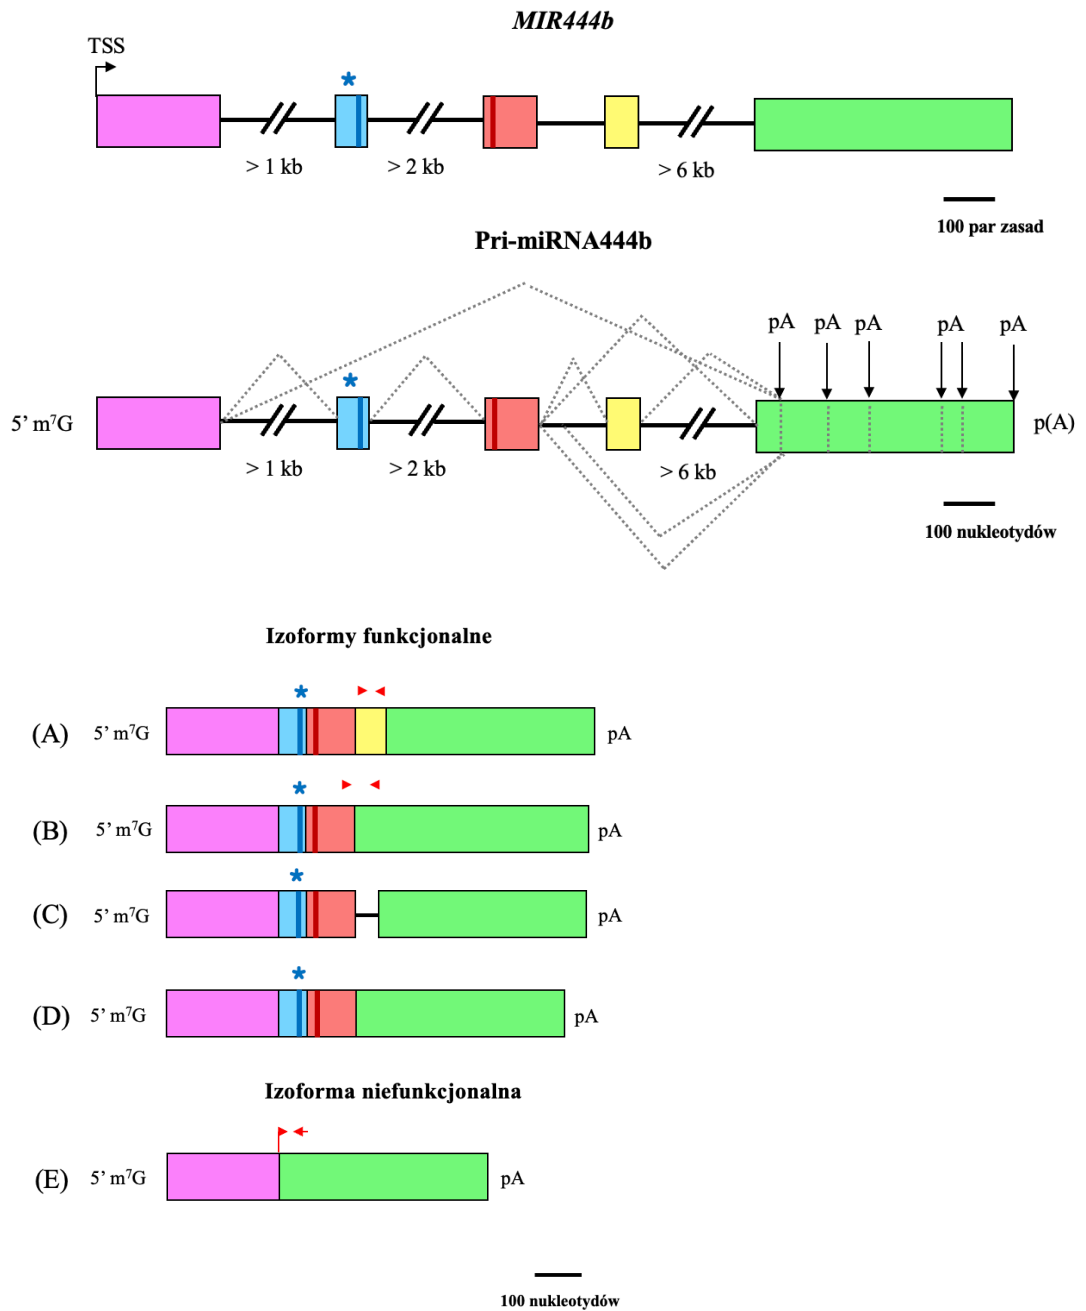 MIR444b
TSS
*
> 1 kb > 2 kb > 6 kb
100 par zasad
Pri-miRNA444b
pA pA pA pA pA
*
5’ m⁷G p(A)
> 1 kb > 2 kb > 6 kb
100 nukleotydów
Izoformy funkcjonalne
*
(A) 5’ m⁷G pA
*
(B) 5’ m⁷G pA
*
(C) 5’ m⁷G pA
*
(D) 5’ m⁷G pA
Izoforma niefunkcjonalna
(E) 5’ m⁷G pA
100 nukleotydów